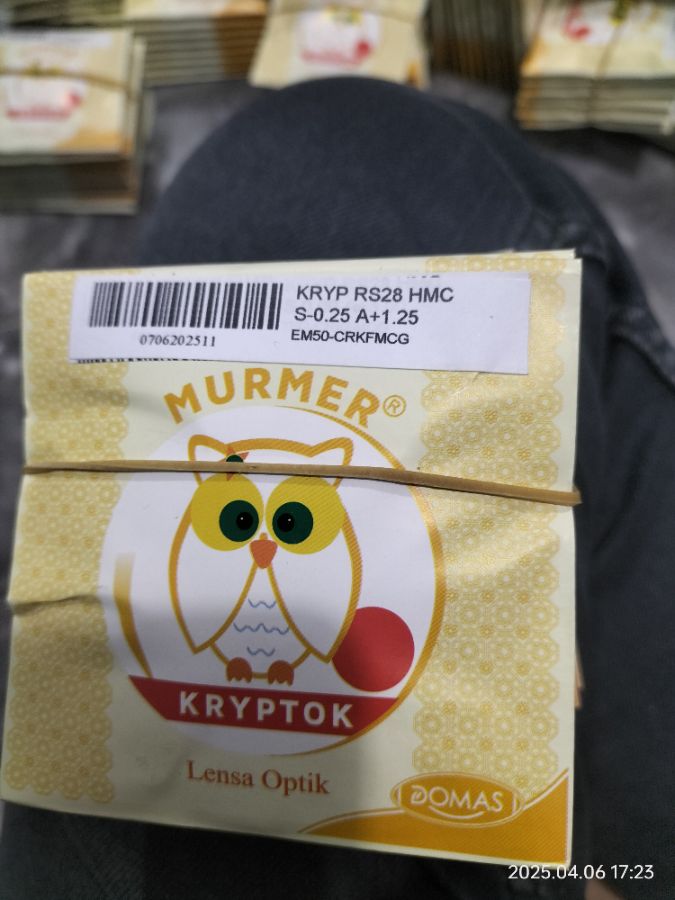 KRYP RS28 HMC
S-0.25 A+1.25
EM50-CRKFMCG
0706202511
MURMER®
KRYPTOK
Lensa Optik
DOMAS
2025.04.06 17:23